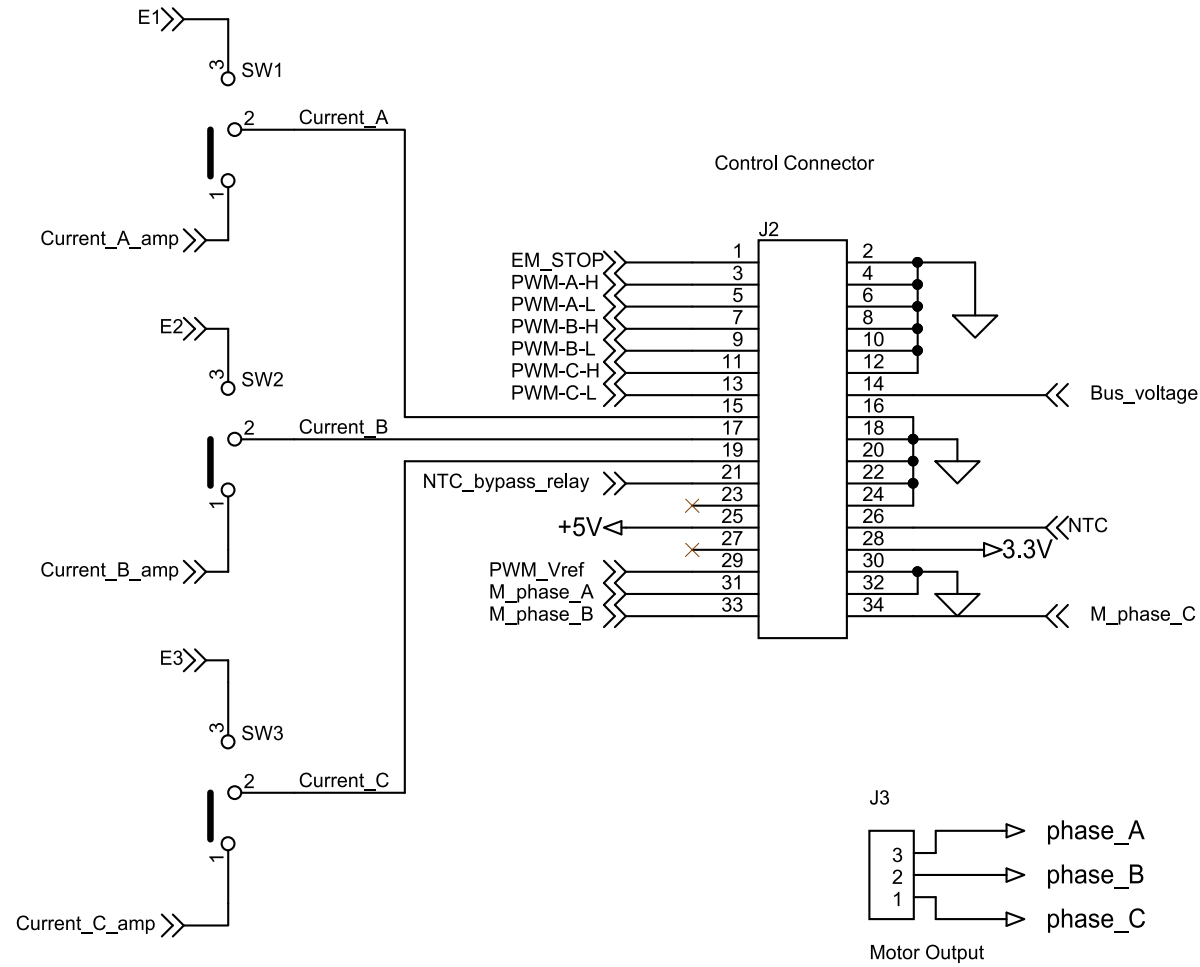 E1
3
SW1
2
Current_A
1
Current_A_amp
E2
3
SW2
2
Current_B
1
Current_B_amp
E3
3
SW3
2
Current_C
1
Current_C_amp
Control Connector
J2
EM_STOP 1 2
PWM-A-H 3 4
PWM-A-L 5 6
PWM-B-H 7 8
PWM-B-L 9 10
PWM-C-H 11 12
PWM-C-L 13 14 Bus_voltage
15 16
17 18
19 20
NTC_bypass_relay 21 22
23 24
+5V 25 26 NTC
27 28 3.3V
PWM_Vref 29 30
M_phase_A 31 32
M_phase_B 33 34 M_phase_C
J3
3 phase_A
2 phase_B
1 phase_C
Motor Output